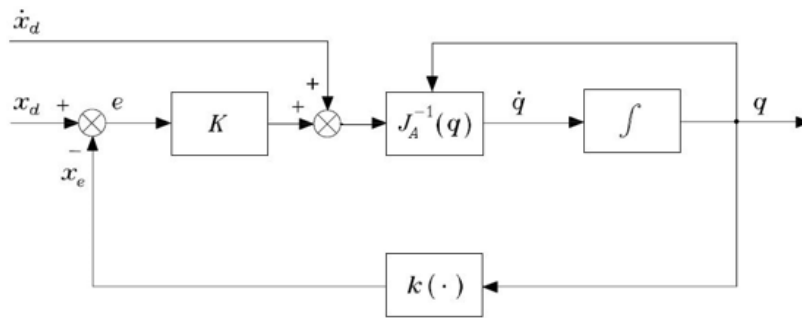 ẋ_d
+
x_d + e K + J_A^{-1}(q) q̇ ∫ q
−
x_e
k(·)